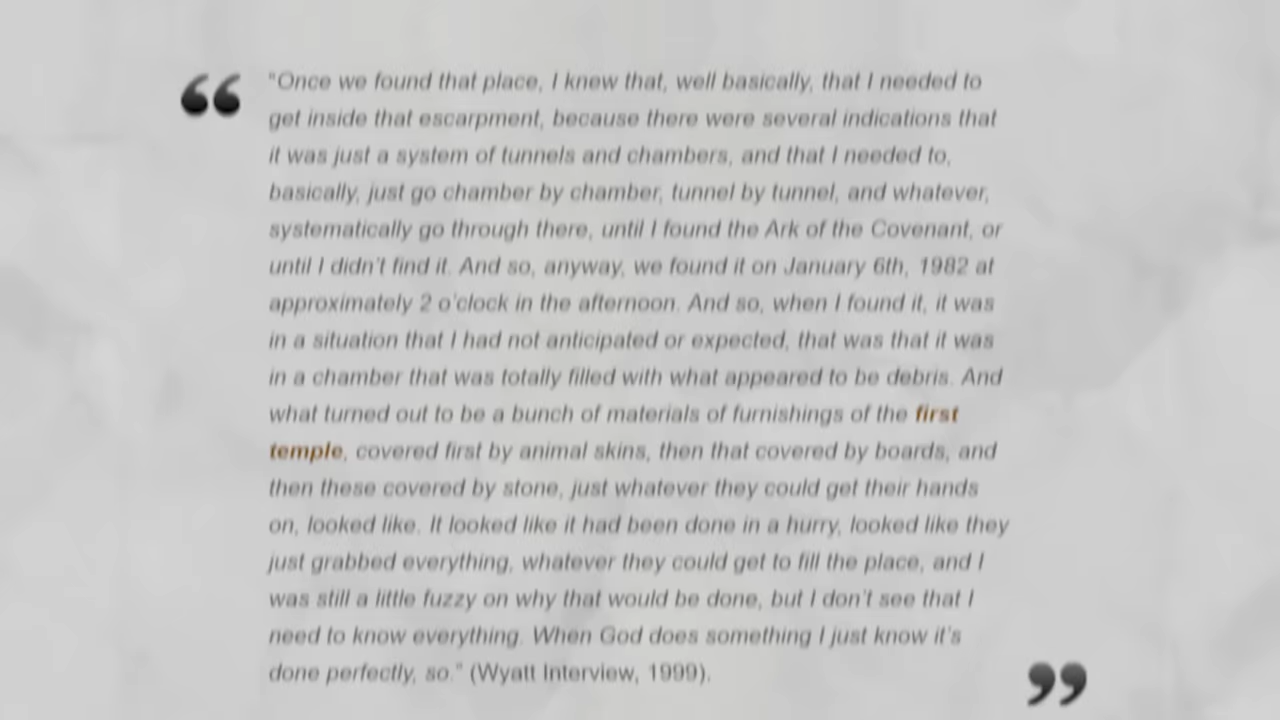 “Once we found that place, I knew that, well basically, that I needed to
get inside that escarpment, because there were several indications that
it was just a system of tunnels and chambers, and that I needed to,
basically, just go chamber by chamber, tunnel by tunnel, and whatever,
systematically go through there, until I found the Ark of the Covenant, or
until I didn't find it. And so, anyway, we found it on January 6th, 1982 at
approximately 2 o'clock in the afternoon. And so, when I found it, it was
in a situation that I had not anticipated or expected, that was that it was
in a chamber that was totally filled with what appeared to be debris. And
what turned out to be a bunch of materials of furnishings of the first
temple, covered first by animal skins, then that covered by boards, and
then these covered by stone, just whatever they could get their hands
on, looked like. It looked like it had been done in a hurry, looked like they
just grabbed everything, whatever they could get to fill the place, and I
was still a little fuzzy on why that would be done, but I don't see that I
need to know everything. When God does something I just know it's
done perfectly, so.” (Wyatt Interview, 1999).